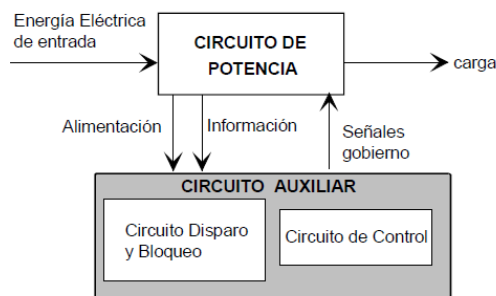 Energía Eléctrica
de entrada
CIRCUITO DE
POTENCIA
carga
Alimentación
Información
Señales
gobierno
CIRCUITO AUXILIAR
Circuito Disparo
y Bloqueo
Circuito de Control